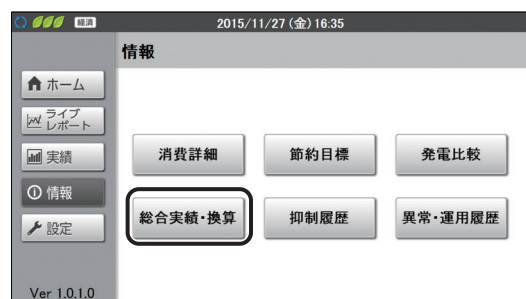 経済
2015/11/27(金)16:35
情報
ホーム
ライブ
レポート
実績
情報
設定
消費詳細
節約目標
発電比較
総合実績・換算
抑制履歴
異常・運用履歴
Ver 1.0.1.0